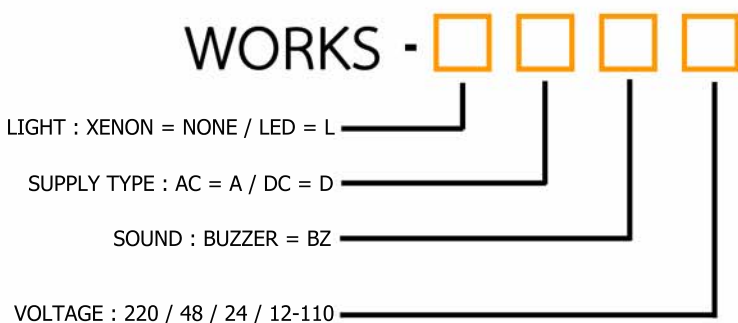 WORKS -
LIGHT : XENON = NONE / LED = L
SUPPLY TYPE : AC = A / DC = D
SOUND : BUZZER = BZ
VOLTAGE : 220 / 48 / 24 / 12-110